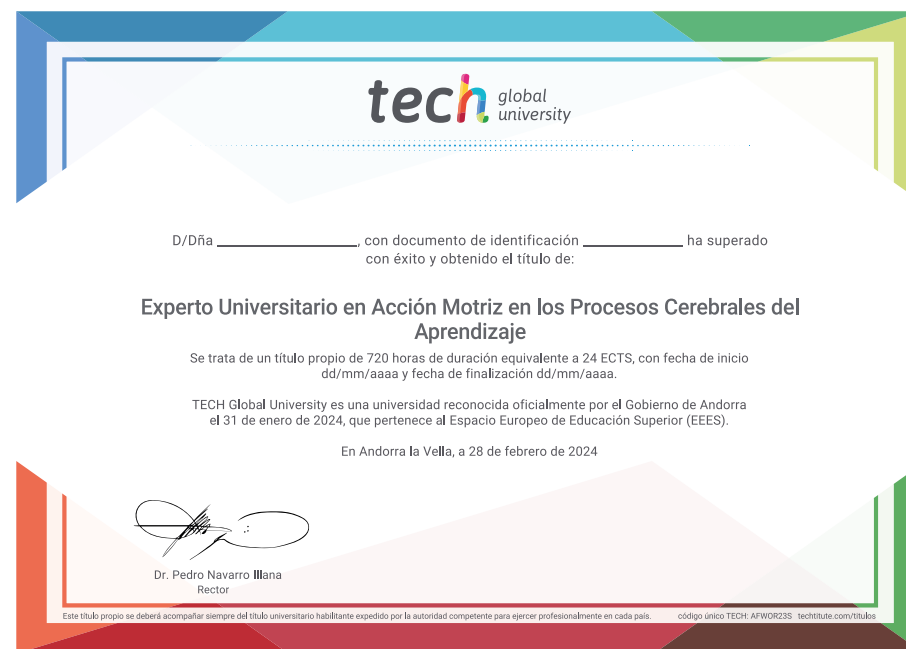 tech global university
D/Dña ____________, con documento de identificación ____________ ha superado
con éxito y obtenido el título de:
Experto Universitario en Acción Motriz en los Procesos Cerebrales del
Aprendizaje
Se trata de un título propio de 720 horas de duración equivalente a 24 ECTS, con fecha de inicio
dd/mm/aaaa y fecha de finalización dd/mm/aaaa.
TECH Global University es una universidad reconocida oficialmente por el Gobierno de Andorra
el 31 de enero de 2024, que pertenece al Espacio Europeo de Educación Superior (EEES).
En Andorra la Vella, a 28 de febrero de 2024
Dr. Pedro Navarro Illana
Rector
Este título propio se deberá acompañar siempre del título universitario habilitante expedido por la autoridad competente para ejercer profesionalmente en cada país. código único TECH: AFWOR23S techtitute.com/titulos